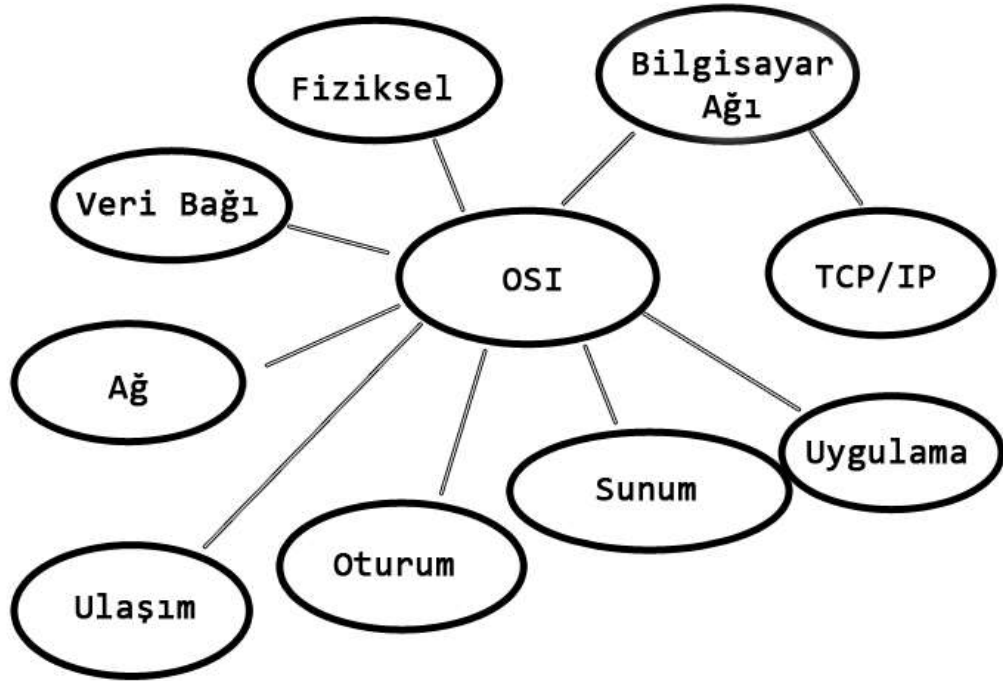 Fiziksel
Bilgisayar
Ağı
Veri Bağı
OSI
TCP/IP
Ağ
Uygulama
Sunum
Oturum
Ulaşım